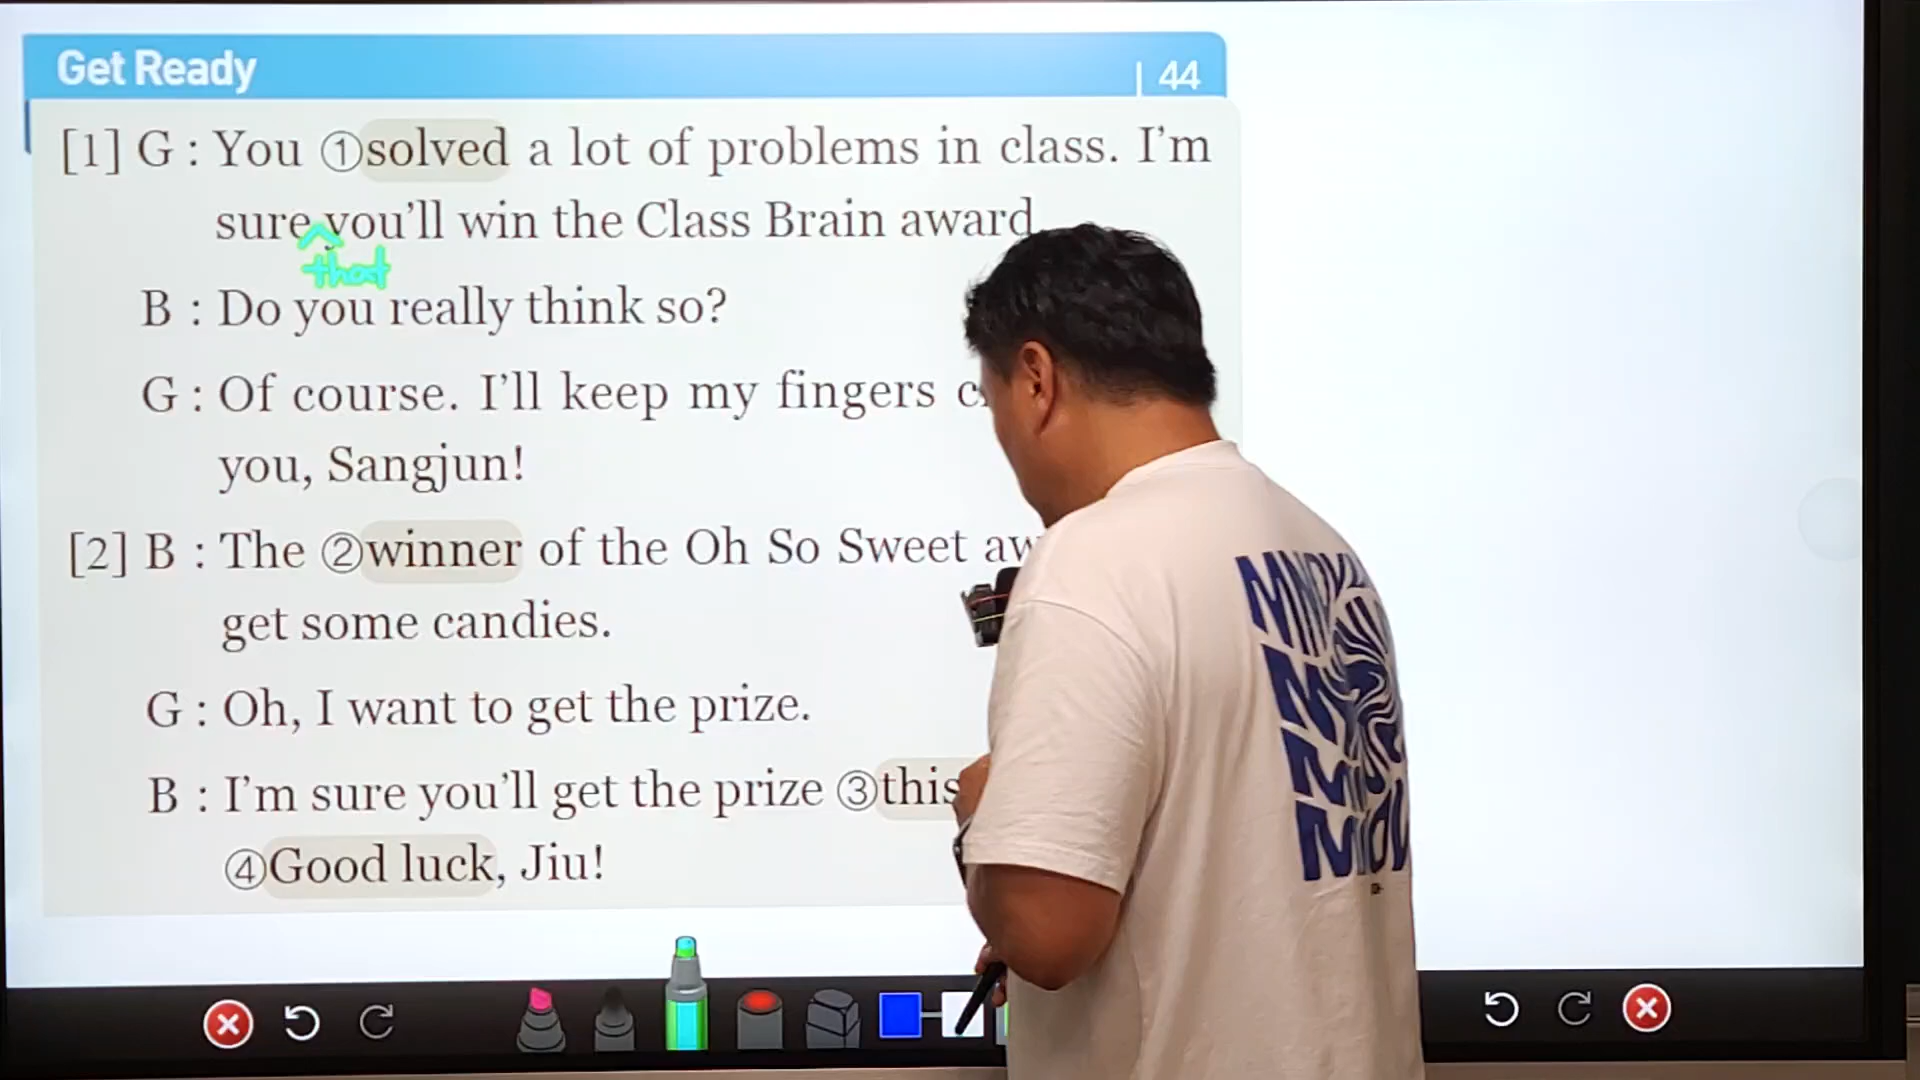 Get Ready
| 44
[1] G : You ①solved a lot of problems in class. I'm
sure you'll win the Class Brain award
that
B : Do you really think so?
G : Of course. I'll keep my fingers
you, Sangjun!
[2] B : The ②winner of the Oh So Sweet
get some candies.
G : Oh, I want to get the prize.
B : I'm sure you'll get the prize ③this
④Good luck, Jiu!